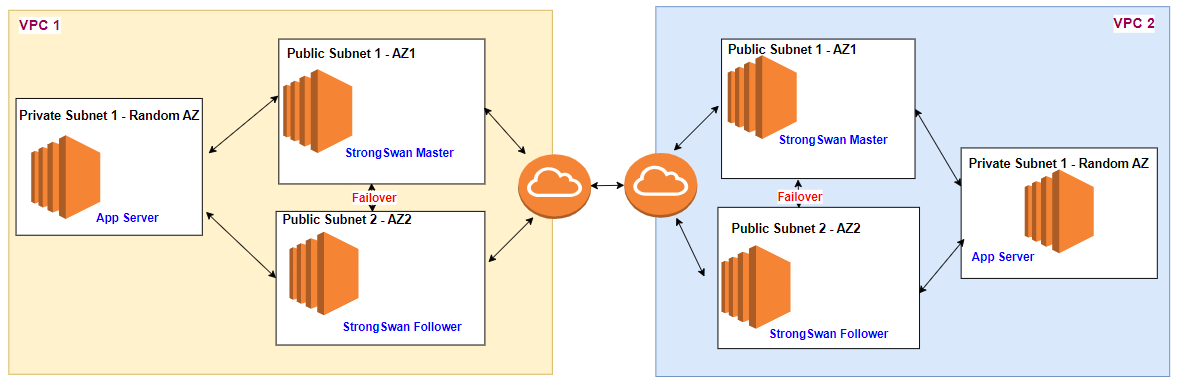 VPC 1
Public Subnet 1 - AZ1
StrongSwan Master
Private Subnet 1 - Random AZ
App Server
Failover
Public Subnet 2 - AZ2
StrongSwan Follower
VPC 2
Public Subnet 1 - AZ1
StrongSwan Master
Failover
Public Subnet 2 - AZ2
StrongSwan Follower
Private Subnet 1 - Random AZ
App Server